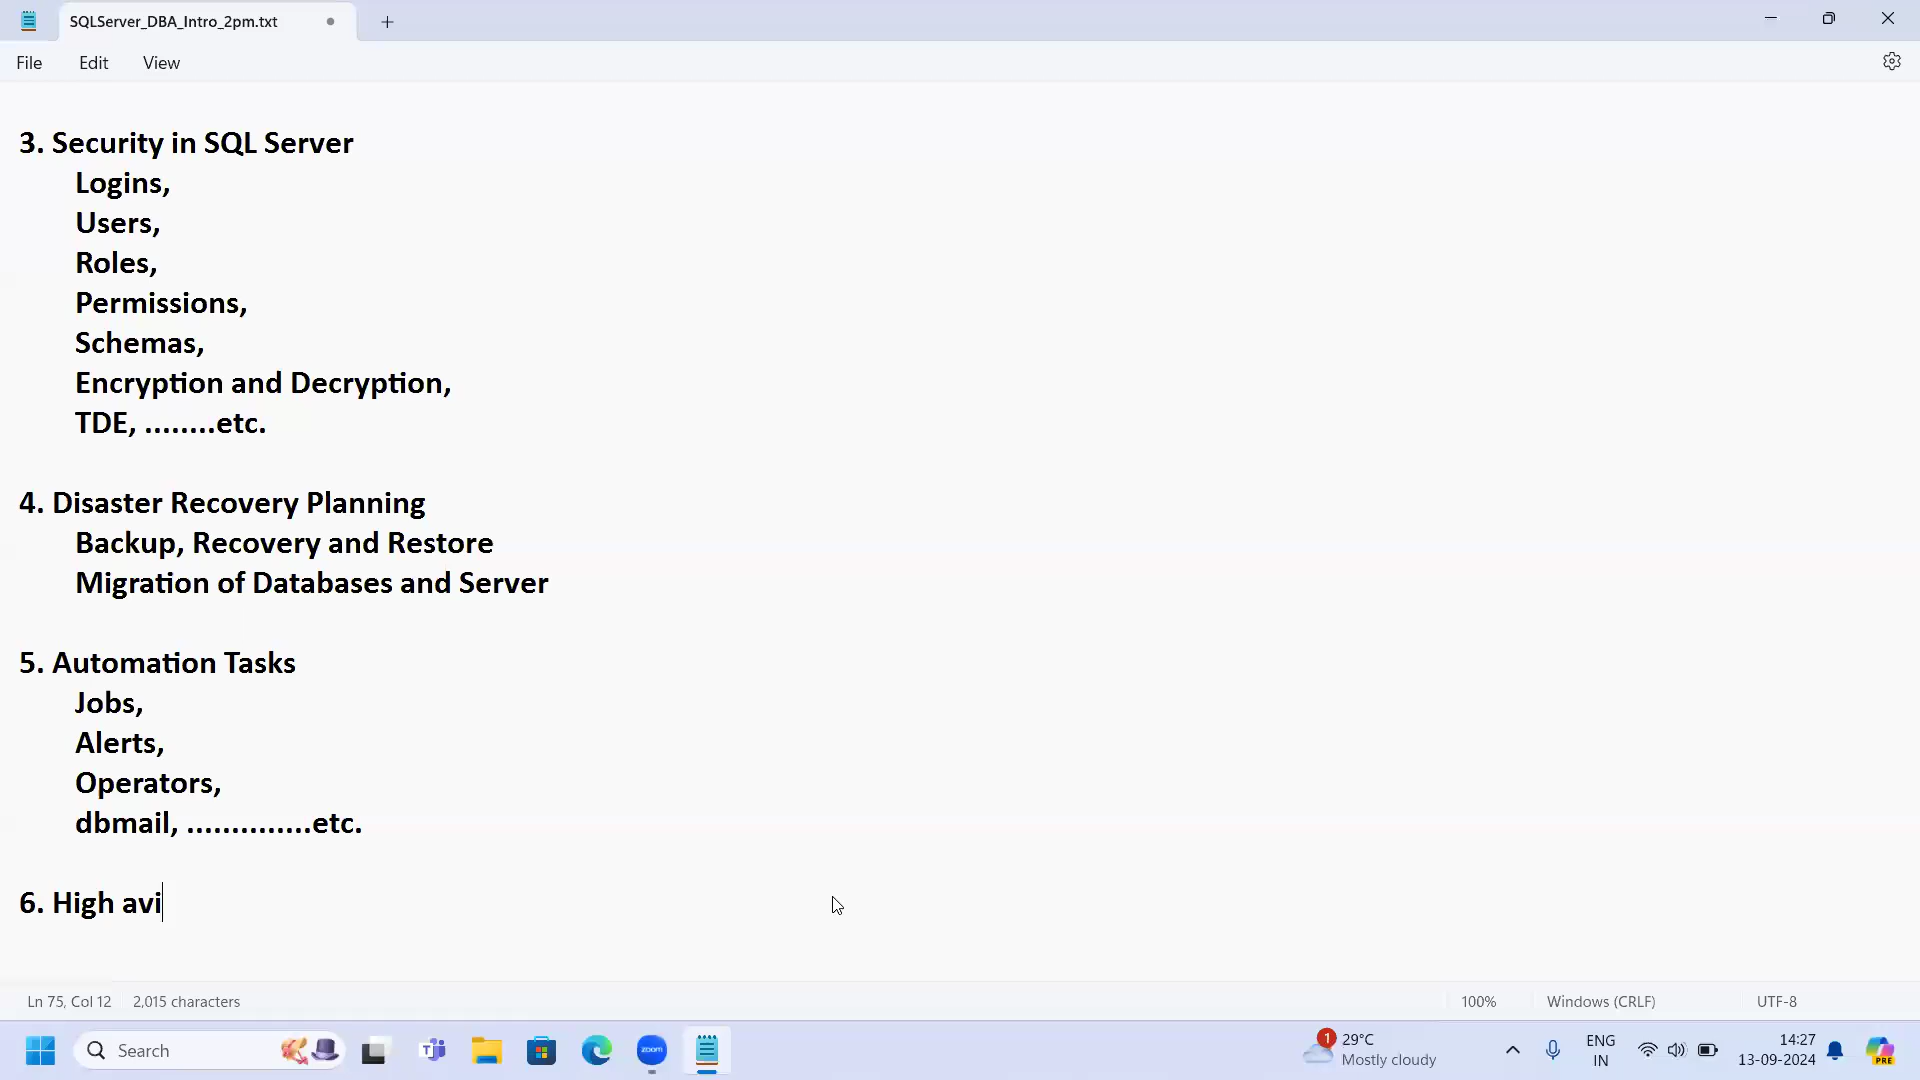 SQLServer_DBA_Intro_2pm.txt
File Edit View
3. Security in SQL Server
Logins,
Users,
Roles,
Permissions,
Schemas,
Encryption and Decryption,
TDE, ........etc.
4. Disaster Recovery Planning
Backup, Recovery and Restore
Migration of Databases and Server
5. Automation Tasks
Jobs,
Alerts,
Operators,
dbmail, ..............etc.
6. High avi
Ln 75, Col 12 2,015 characters 100% Windows (CRLF) UTF-8
Search zoom 1 29°C ENG 14:27
Mostly cloudy IN 13-09-2024 PRE